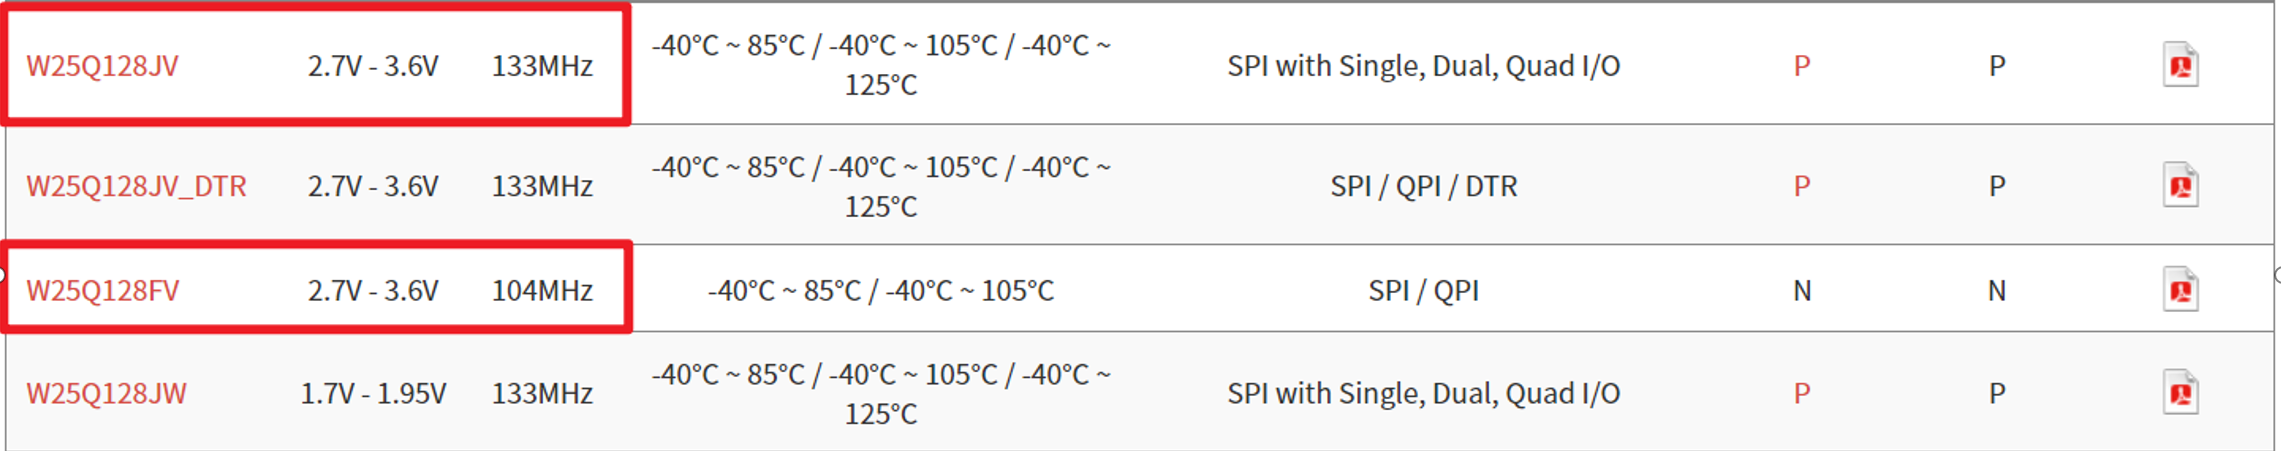 W25Q128JV 2.7V - 3.6V 133MHz -40°C ~ 85°C / -40°C ~ 105°C / -40°C ~ 125°C SPI with Single, Dual, Quad I/O P P
W25Q128JV_DTR 2.7V - 3.6V 133MHz -40°C ~ 85°C / -40°C ~ 105°C / -40°C ~ 125°C SPI / QPI / DTR P P
W25Q128FV 2.7V - 3.6V 104MHz -40°C ~ 85°C / -40°C ~ 105°C SPI / QPI N N
W25Q128JW 1.7V - 1.95V 133MHz -40°C ~ 85°C / -40°C ~ 105°C / -40°C ~ 125°C SPI with Single, Dual, Quad I/O P P